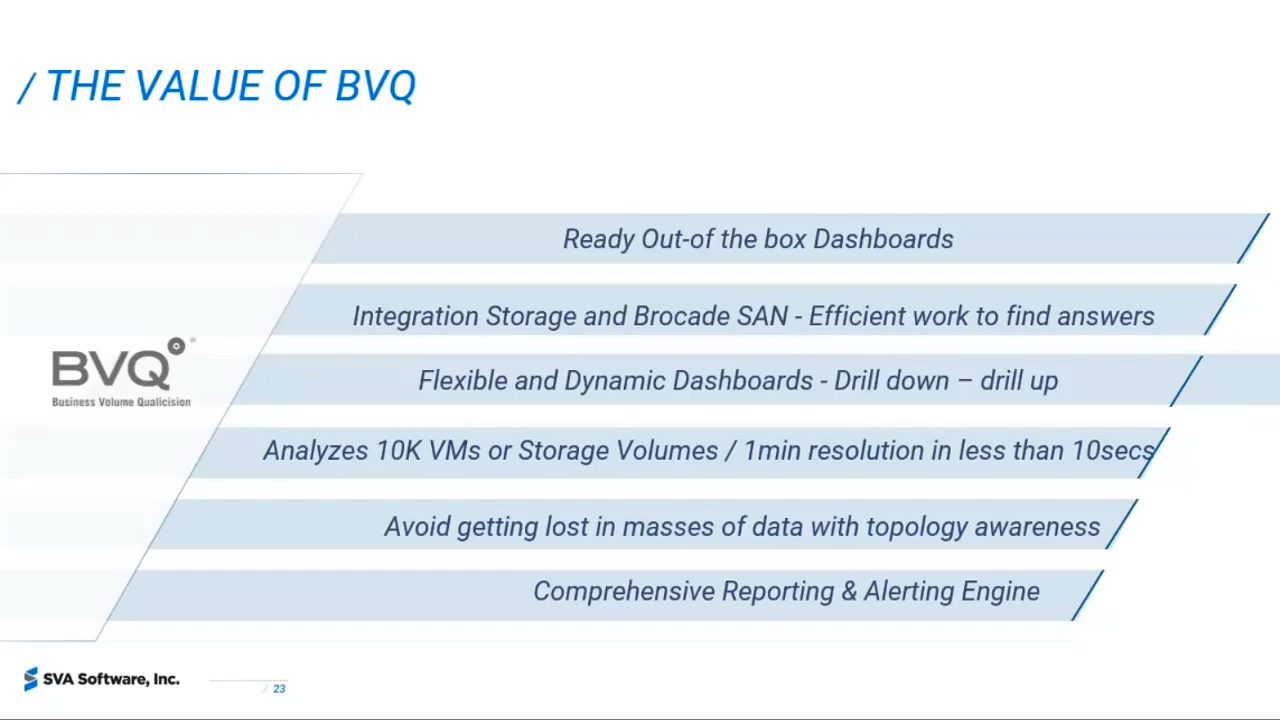 / THE VALUE OF BVQ
Ready Out-of the box Dashboards
Integration Storage and Brocade SAN - Efficient work to find answers
BVQ®
Business Volume Qualicision
Flexible and Dynamic Dashboards - Drill down – drill up
Analyzes 10K VMs or Storage Volumes / 1min resolution in less than 10secs
Avoid getting lost in masses of data with topology awareness
Comprehensive Reporting & Alerting Engine
SVA Software, Inc.
/ 23